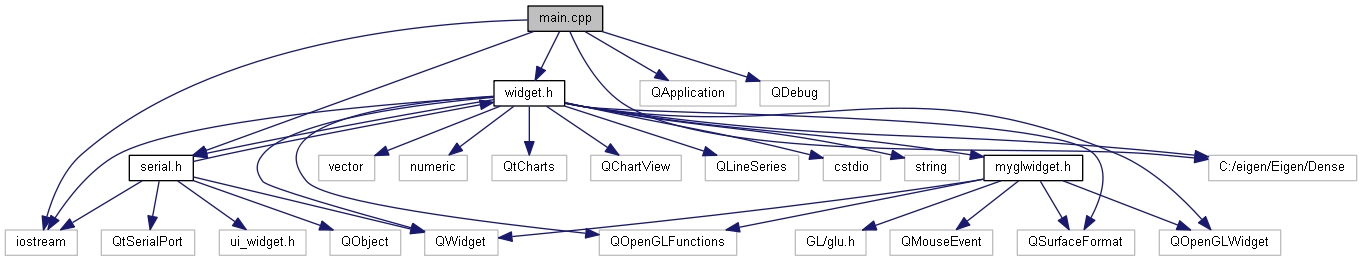 main.cpp
widget.h
QApplication
QDebug
serial.h
vector
numeric
QtCharts
QChartView
QLineSeries
cstdio
string
myglwidget.h
C:/eigen/Eigen/Dense
iostream
QtSerialPort
ui_widget.h
QObject
QWidget
QOpenGLFunctions
GL/glu.h
QMouseEvent
QSurfaceFormat
QOpenGLWidget